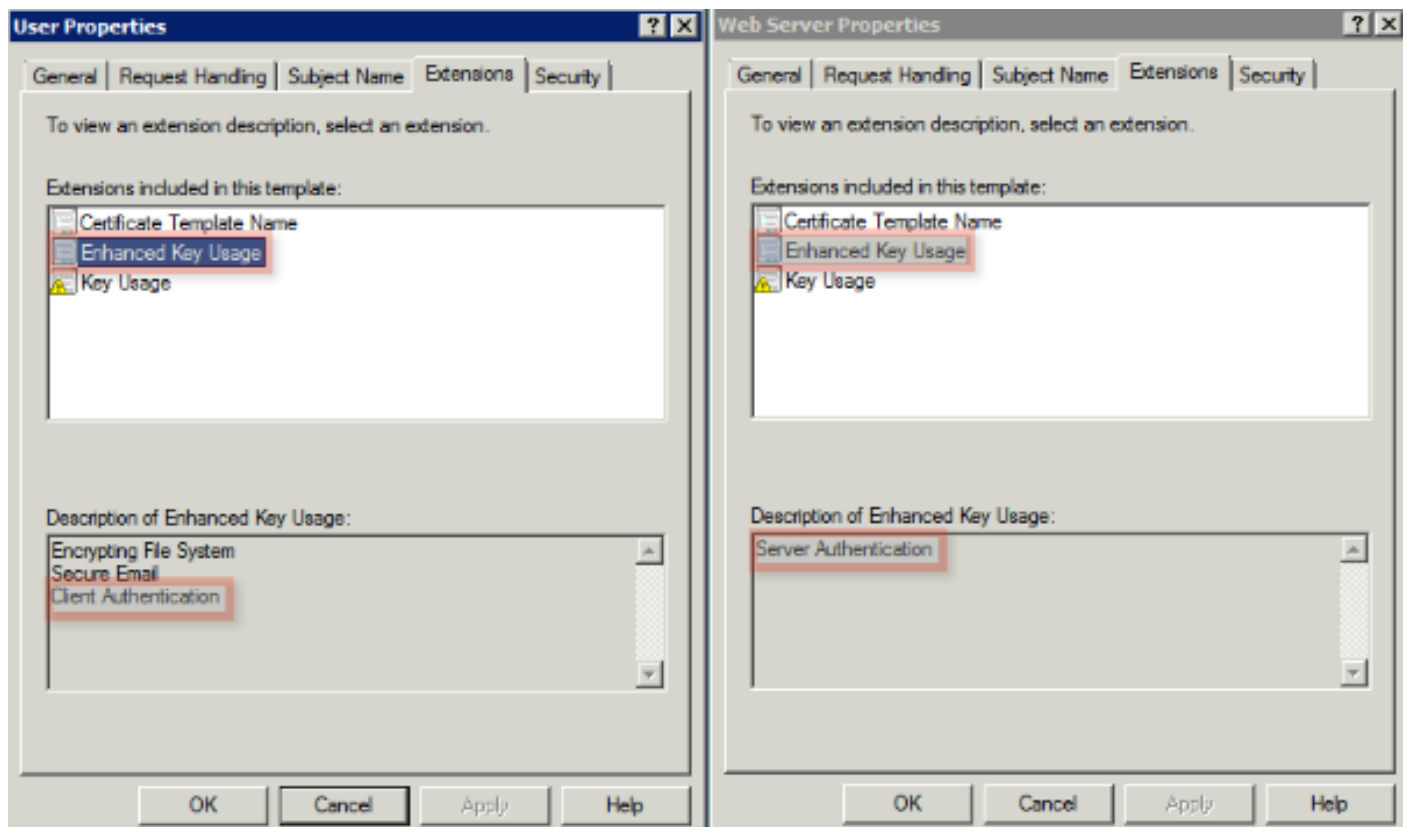 User Properties
General Request Handling Subject Name Extensions Security
To view an extension description, select an extension.
Extensions included in this template:
Certificate Template Name
Enhanced Key Usage
Key Usage
Description of Enhanced Key Usage:
Encrypting File System
Secure Email
Client Authentication
OK Cancel Apply Help
Web Server Properties
General Request Handling Subject Name Extensions Security
To view an extension description, select an extension.
Extensions included in this template:
Certificate Template Name
Enhanced Key Usage
Key Usage
Description of Enhanced Key Usage:
Server Authentication
OK Cancel Apply Help